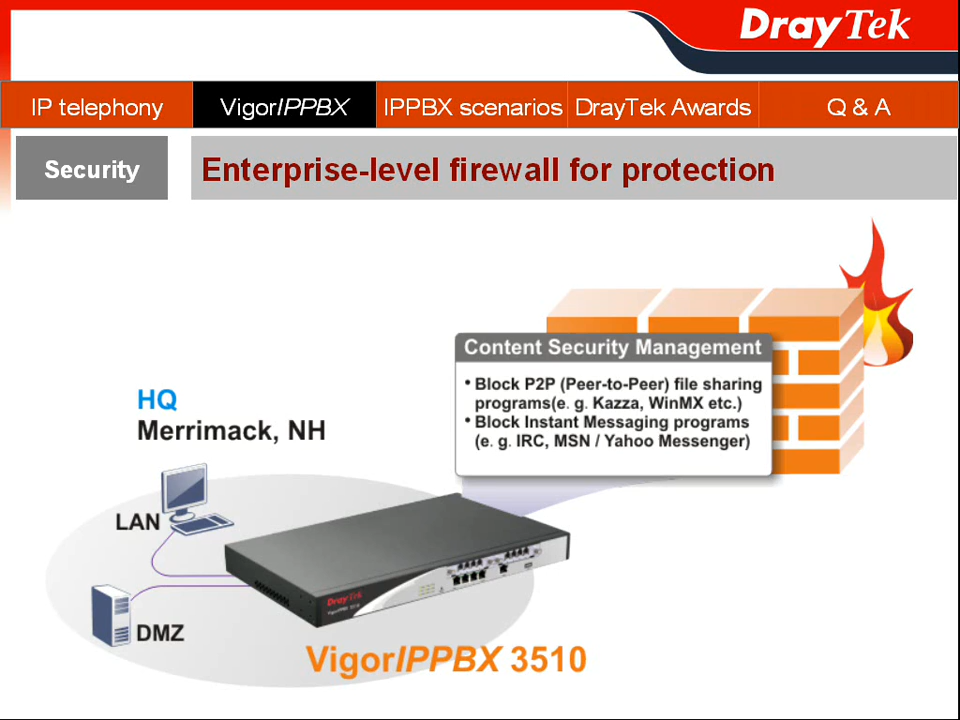 DrayTek
IP telephony
VigorIPPBX
IPPBX scenarios
DrayTek Awards
Q & A
Security
Enterprise-level firewall for protection
Content Security Management
• Block P2P (Peer-to-Peer) file sharing
programs(e. g. Kazza, WinMX etc.)
• Block Instant Messaging programs
(e. g. IRC, MSN / Yahoo Messenger)
HQ
Merrimack, NH
LAN
DMZ
DrayTek
VigorIPPBX 3510